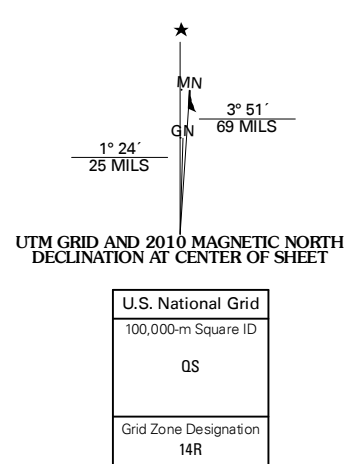 MN
3° 51´
69 MILS
GN
1° 24´
25 MILS
UTM GRID AND 2010 MAGNETIC NORTH
DECLINATION AT CENTER OF SHEET
U.S. National Grid
100,000-m Square ID
QS
Grid Zone Designation
14R